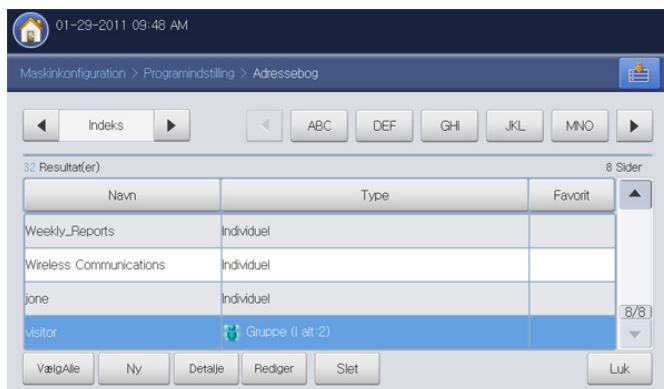 01-29-2011 09:48 AM
Maskinkonfiguration > Programindstilling > Adressebog
Indeks ABC DEF GHI JKL MNO
32 Resultat(er) 8 Sider
Navn Type Favorit
Weekly_Reports Individuel
Wireless Communications Individuel
jone Individuel
8/8
visitor Gruppe (I alt:2)
VælgAlle Ny Detalje Rediger Slet Luk